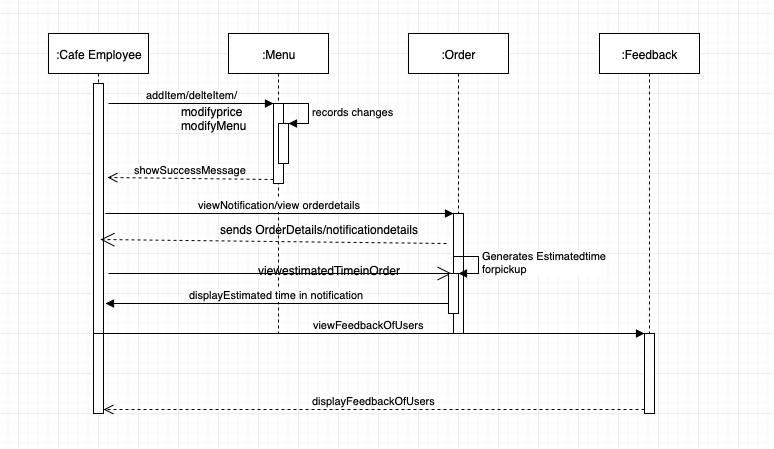 :Cafe Employee
:Menu
:Order
:Feedback
addItem/delteItem/
modifyprice
modifyMenu
records changes
showSuccessMessage
viewNotification/view orderdetails
sends OrderDetails/notificationdetails
Generates Estimatedtime
forpickup
viewestimatedTimeinOrder
displayEstimated time in notification
viewFeedbackOfUsers
displayFeedbackOfUsers